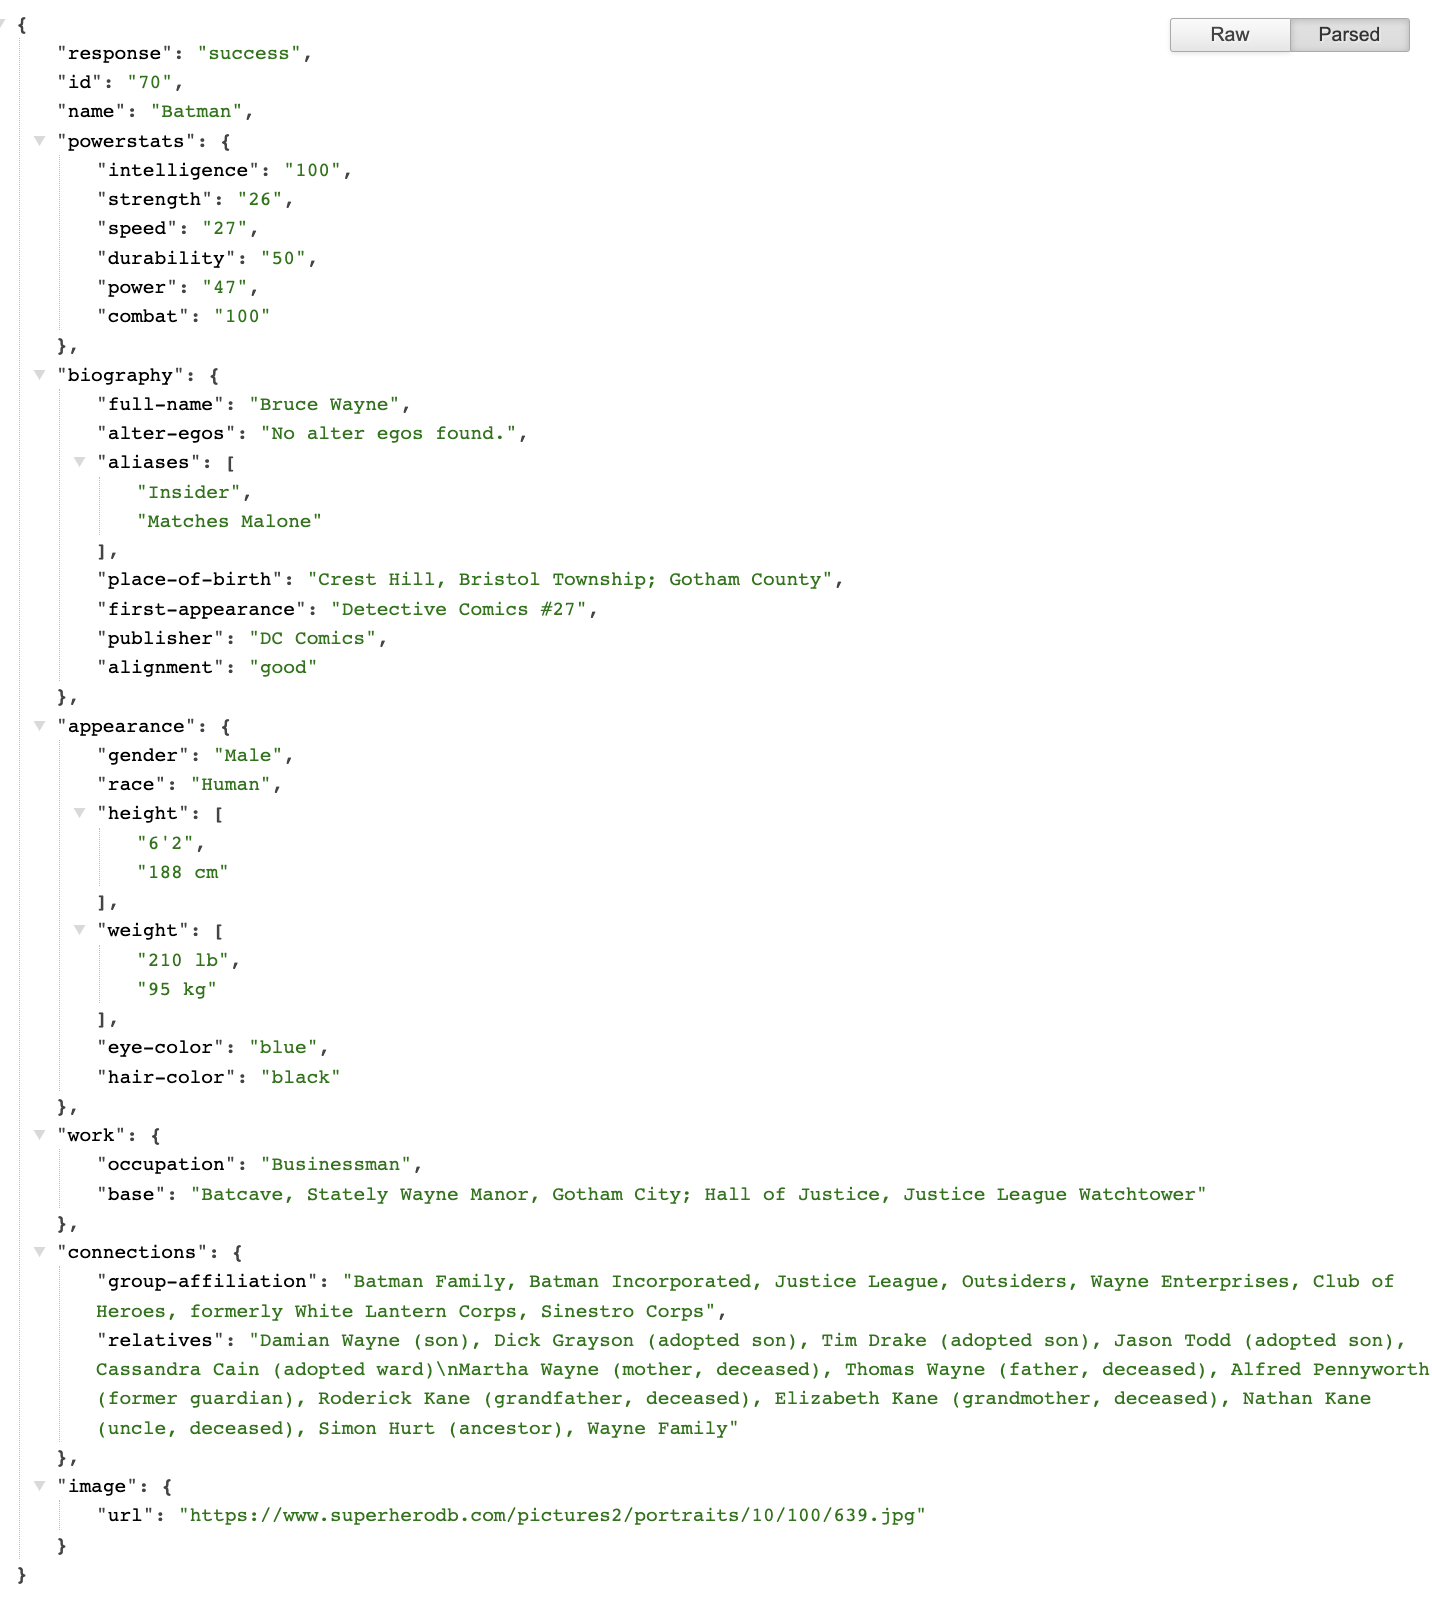 {
Raw Parsed
"response": "success",
"id": "70",
"name": "Batman",
"powerstats": {
"intelligence": "100",
"strength": "26",
"speed": "27",
"durability": "50",
"power": "47",
"combat": "100"
},
"biography": {
"full-name": "Bruce Wayne",
"alter-egos": "No alter egos found.",
"aliases": [
"Insider",
"Matches Malone"
],
"place-of-birth": "Crest Hill, Bristol Township; Gotham County",
"first-appearance": "Detective Comics #27",
"publisher": "DC Comics",
"alignment": "good"
},
"appearance": {
"gender": "Male",
"race": "Human",
"height": [
"6'2",
"188 cm"
],
"weight": [
"210 lb",
"95 kg"
],
"eye-color": "blue",
"hair-color": "black"
},
"work": {
"occupation": "Businessman",
"base": "Batcave, Stately Wayne Manor, Gotham City; Hall of Justice, Justice League Watchtower"
},
"connections": {
"group-affiliation": "Batman Family, Batman Incorporated, Justice League, Outsiders, Wayne Enterprises, Club of
Heroes, formerly White Lantern Corps, Sinestro Corps",
"relatives": "Damian Wayne (son), Dick Grayson (adopted son), Tim Drake (adopted son), Jason Todd (adopted son),
Cassandra Cain (adopted ward)\nMartha Wayne (mother, deceased), Thomas Wayne (father, deceased), Alfred Pennyworth
(former guardian), Roderick Kane (grandfather, deceased), Elizabeth Kane (grandmother, deceased), Nathan Kane
(uncle, deceased), Simon Hurt (ancestor), Wayne Family"
},
"image": {
"url": "https://www.superherodb.com/pictures2/portraits/10/100/639.jpg"
}
}